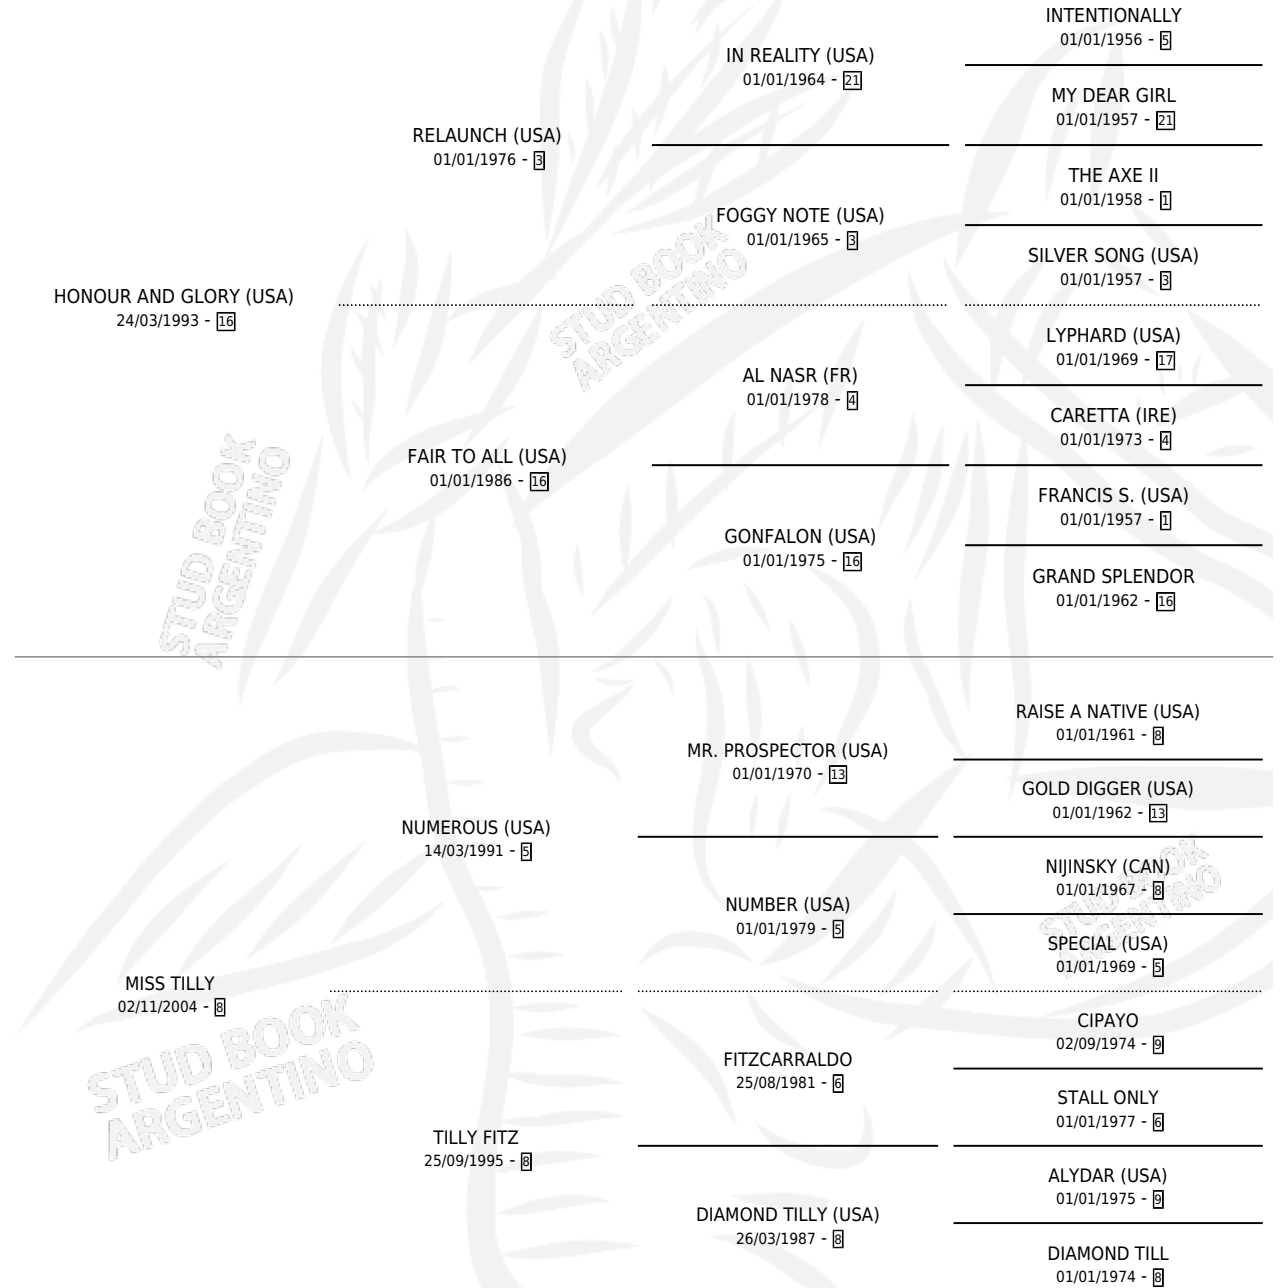 INTENTIONALLY
01/01/1956 - 5
IN REALITY (USA)
01/01/1964 - 21
MY DEAR GIRL
01/01/1957 - 21
RELAUNCH (USA)
01/01/1976 - 3
THE AXE II
01/01/1958 - 1
FOGGY NOTE (USA)
01/01/1965 - 3
SILVER SONG (USA)
01/01/1957 - 3
HONOUR AND GLORY (USA)
24/03/1993 - 16
STUD BOOK
ARGENTINO
LYPHARD (USA)
01/01/1969 - 17
AL NASR (FR)
01/01/1978 - 4
CARETTA (IRE)
01/01/1973 - 4
FAIR TO ALL (USA)
01/01/1986 - 16
FRANCIS S. (USA)
01/01/1957 - 1
GONFALON (USA)
01/01/1975 - 16
GRAND SPLENDOR
01/01/1962 - 16
STUD BOOK
ARGENTINO
RAISE A NATIVE (USA)
01/01/1961 - 8
MR. PROSPECTOR (USA)
01/01/1970 - 13
GOLD DIGGER (USA)
01/01/1962 - 13
NUMEROUS (USA)
14/03/1991 - 5
NIJINSKY (CAN)
01/01/1967 - 8
NUMBER (USA)
01/01/1979 - 5
SPECIAL (USA)
01/01/1969 - 5
STUD BOOK
ARGENTINO
MISS TILLY
02/11/2004 - 8
CIPAYO
02/09/1974 - 9
FITZCARRALDO
25/08/1981 - 6
STALL ONLY
01/01/1977 - 6
STUD BOOK
ARGENTINO
TILLY FITZ
25/09/1995 - 8
ALYDAR (USA)
01/01/1975 - 9
DIAMOND TILLY (USA)
26/03/1987 - 8
DIAMOND TILL
01/01/1974 - 8